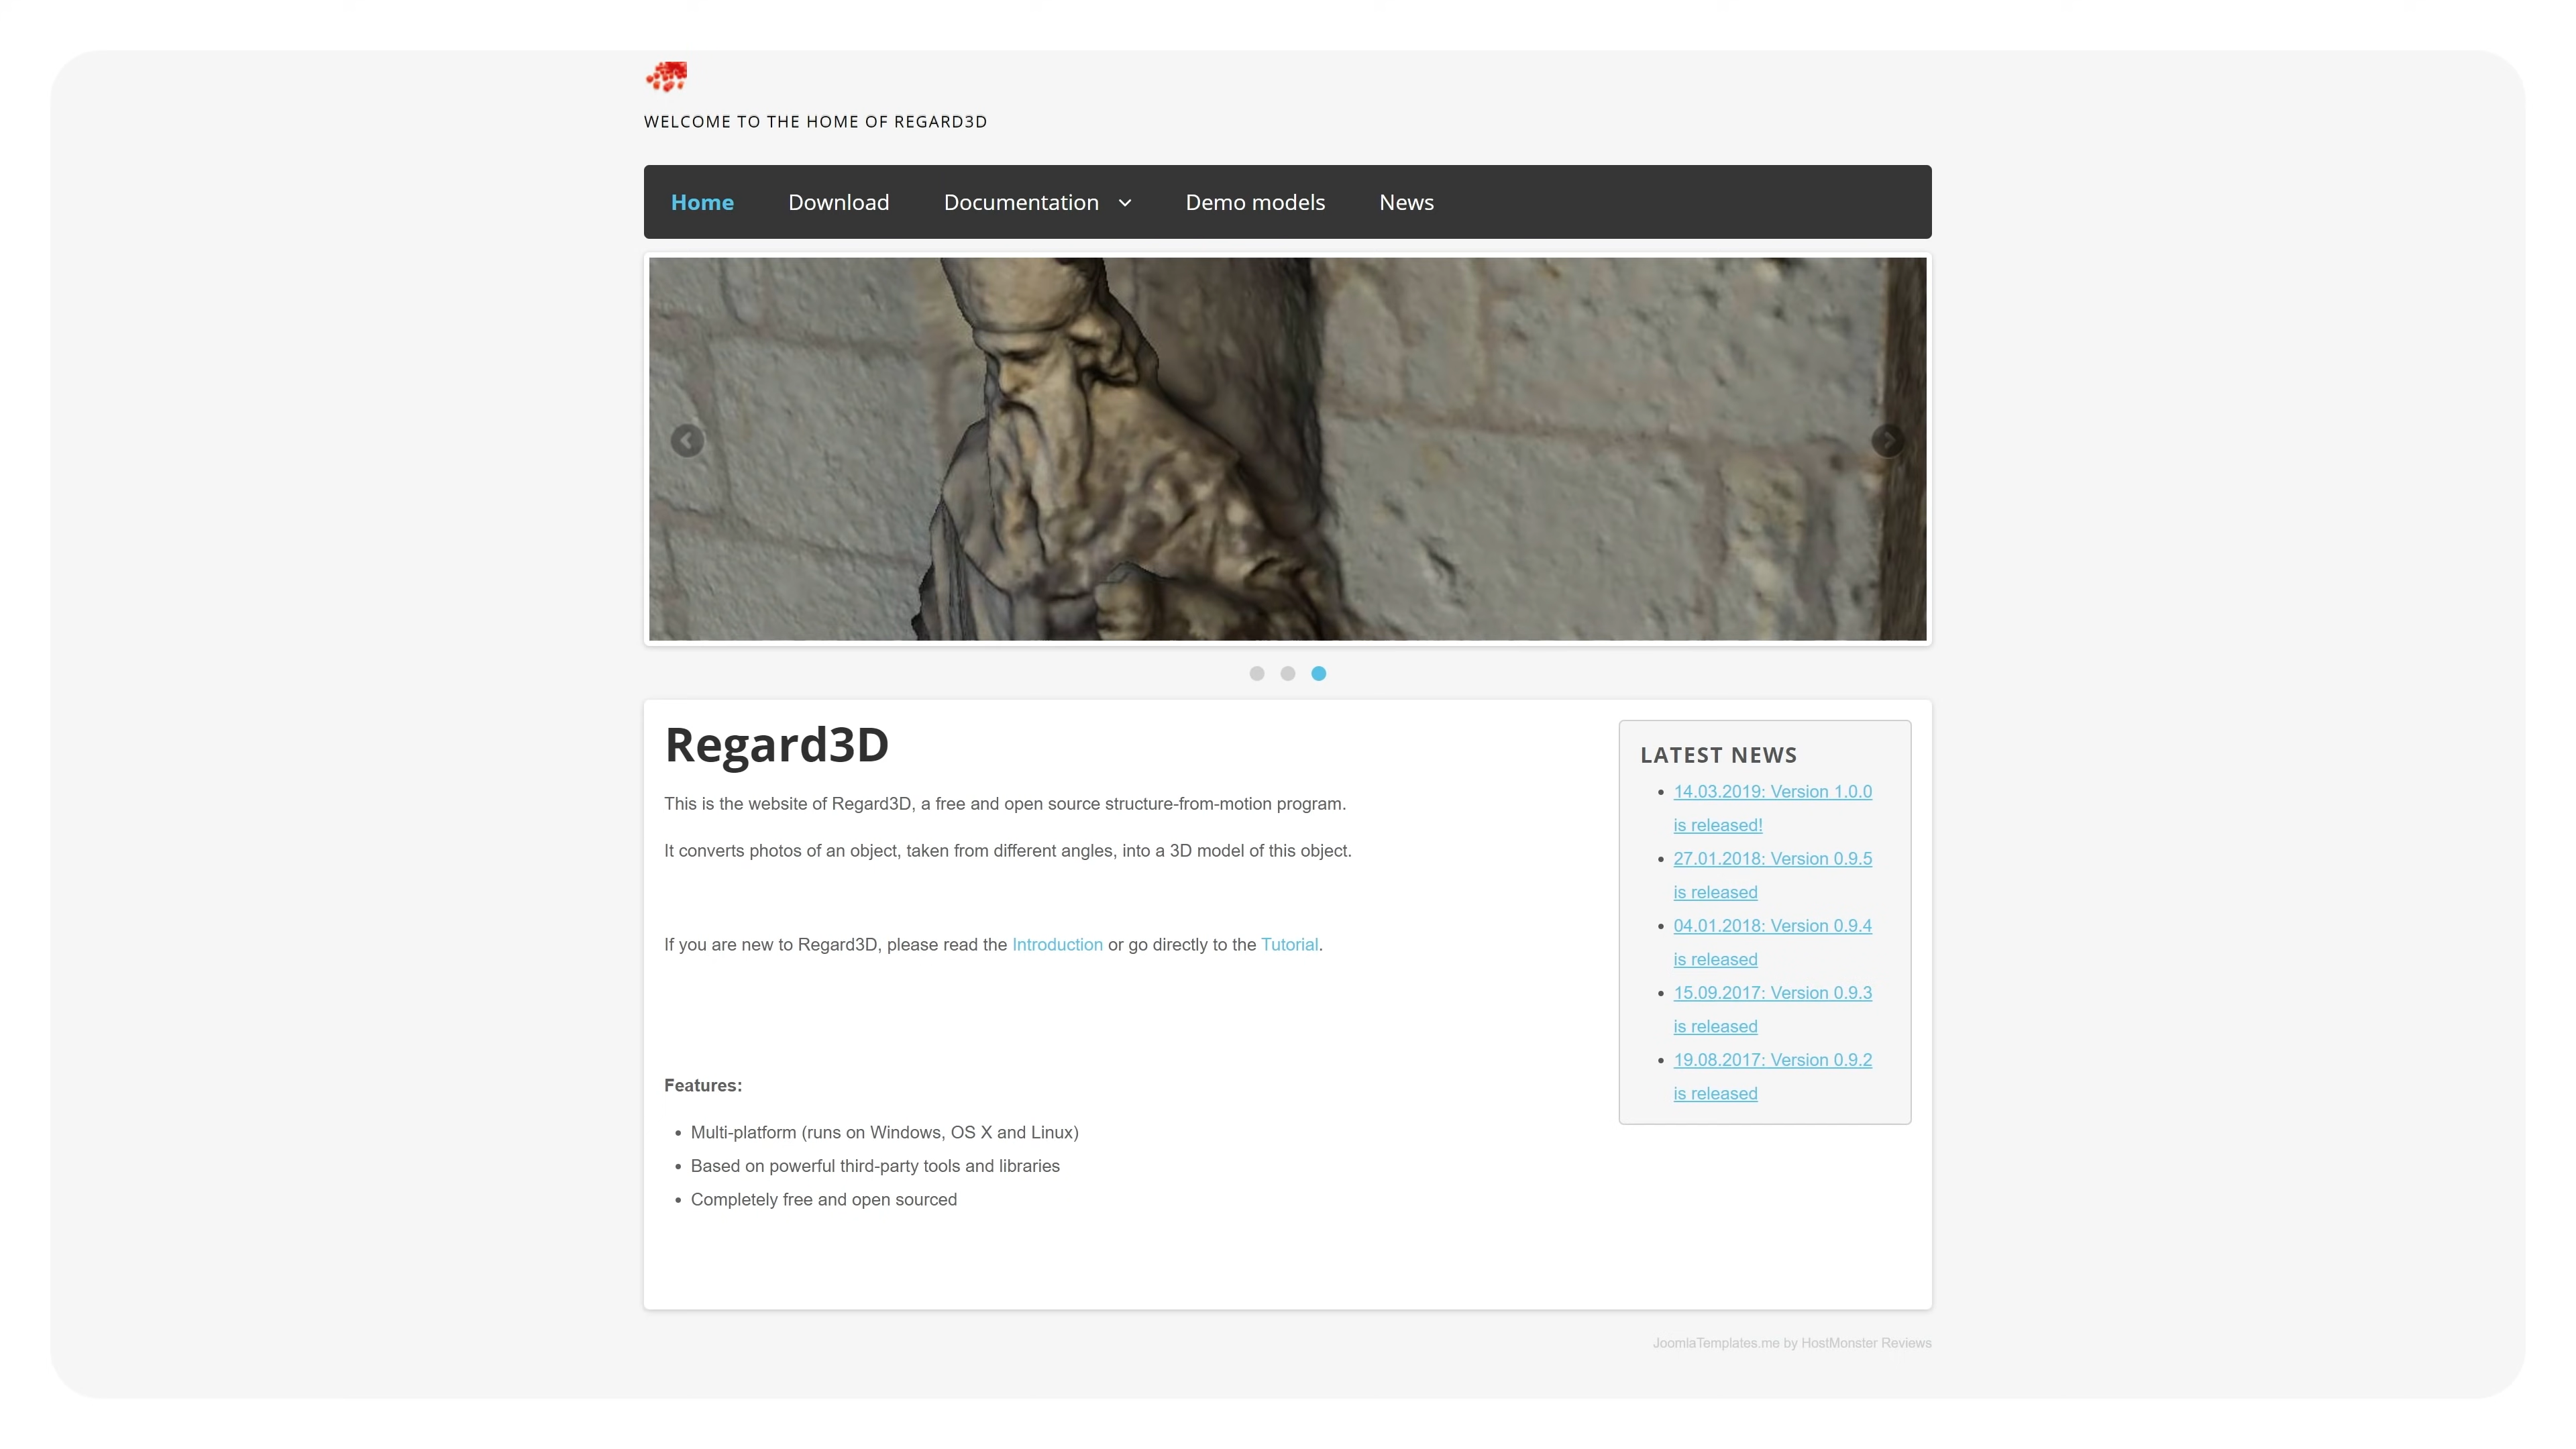 WELCOME TO THE HOME OF REGARD3D
Home Download Documentation Demo models News
Regard3D
This is the website of Regard3D, a free and open source structure-from-motion program.
It converts photos of an object, taken from different angles, into a 3D model of this object.
If you are new to Regard3D, please read the Introduction or go directly to the Tutorial.
Features:
Multi-platform (runs on Windows, OS X and Linux)
Based on powerful third-party tools and libraries
Completely free and open sourced
LATEST NEWS
14.03.2019: Version 1.0.0
is released!
27.01.2018: Version 0.9.5
is released
04.01.2018: Version 0.9.4
is released
15.09.2017: Version 0.9.3
is released
19.08.2017: Version 0.9.2
is released
JoomlaTemplates.me by HostMonster Reviews